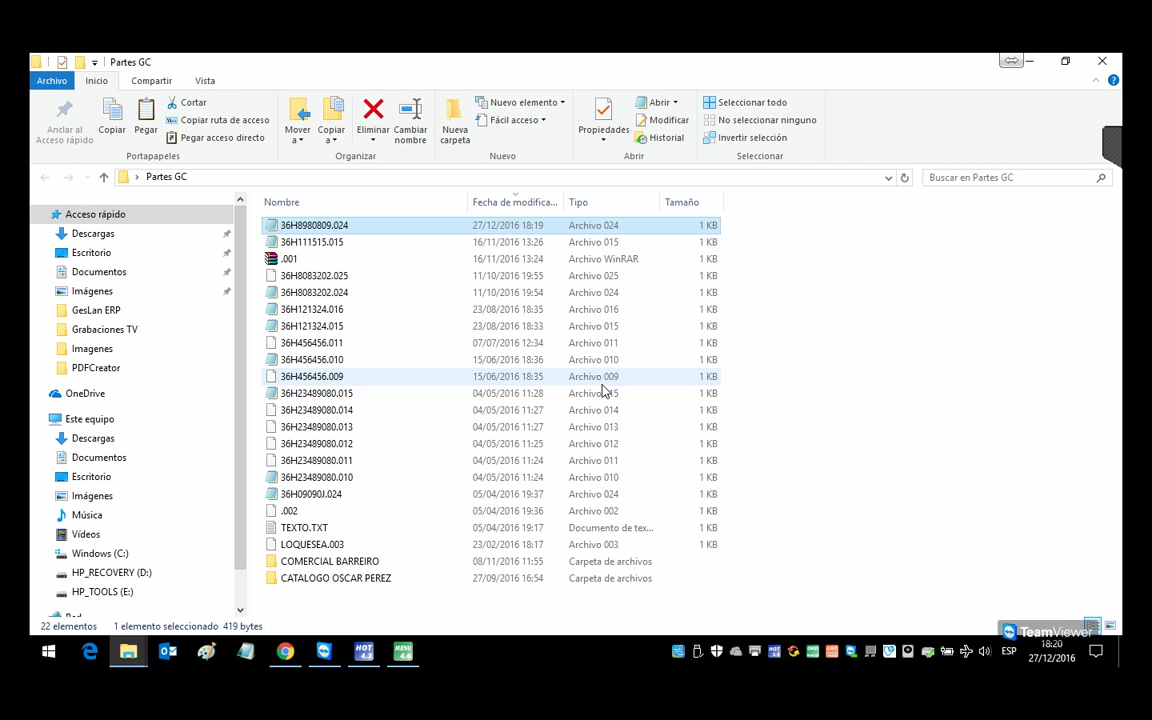 Partes GC
Archivo Inicio Compartir Vista
Anclar al Acceso rápido
Copiar
Pegar
Cortar
Copiar ruta de acceso
Pegar acceso directo
Portapapeles
Mover a
Copiar a
Eliminar
Cambiar nombre
Organizar
Nueva carpeta
Nuevo elemento
Fácil acceso
Nuevo
Propiedades
Abrir
Modificar
Historial
Abrir
Seleccionar todo
No seleccionar ninguno
Invertir selección
Seleccionar
Partes GC
Buscar en Partes GC
Acceso rápido
Descargas
Escritorio
Documentos
Imágenes
GesLan ERP
Grabaciones TV
Imagenes
PDFCreator
OneDrive
Este equipo
Descargas
Documentos
Escritorio
Imágenes
Música
Vídeos
Windows (C:)
HP_RECOVERY (D:)
HP_TOOLS (E:)
Nombre Fecha de modifica... Tipo Tamaño
36H8980809.024 27/12/2016 18:19 Archivo 024 1 KB
36H111515.015 16/11/2016 13:26 Archivo 015 1 KB
.001 16/11/2016 13:24 Archivo WinRAR 1 KB
36H8083202.025 11/10/2016 19:55 Archivo 025 1 KB
36H8083202.024 11/10/2016 19:54 Archivo 024 1 KB
36H121324.016 23/08/2016 18:35 Archivo 016 1 KB
36H121324.015 23/08/2016 18:33 Archivo 015 1 KB
36H456456.011 07/07/2016 12:34 Archivo 011 1 KB
36H456456.010 15/06/2016 18:36 Archivo 010 1 KB
36H456456.009 15/06/2016 18:35 Archivo 009 1 KB
36H23489080.015 04/05/2016 11:28 Archivo 1 KB
36H23489080.014 04/05/2016 11:27 Archivo 014 1 KB
36H23489080.013 04/05/2016 11:27 Archivo 013 1 KB
36H23489080.012 04/05/2016 11:25 Archivo 012 1 KB
36H23489080.011 04/05/2016 11:24 Archivo 011 1 KB
36H23489080.010 04/05/2016 11:24 Archivo 010 1 KB
36H09090J.024 05/04/2016 19:37 Archivo 024 1 KB
.002 05/04/2016 19:36 Archivo 002 1 KB
TEXTO.TXT 05/04/2016 19:17 Documento de tex... 1 KB
LOQUESEA.003 23/02/2016 18:17 Archivo 003 1 KB
COMERCIAL BARREIRO 08/11/2016 11:55 Carpeta de archivos
CATALOGO OSCAR PEREZ 27/09/2016 16:54 Carpeta de archivos
22 elementos 1 elemento seleccionado 419 bytes
TeamViewer
HOT 4.3
MENU 4.6
ESP
18:20
27/12/2016